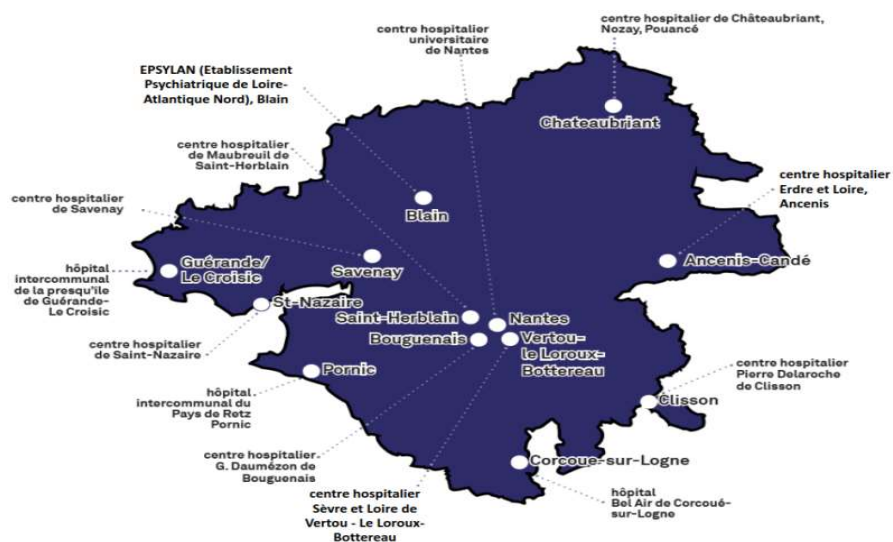 centre hospitalier
universitaire
de Nantes
centre hospitalier de Châteaubriant,
Nozay, Pouancé
EPSYLAN (Etablissement
Psychiatrique de Loire-
Atlantique Nord), Blain
centre hospitalier
de Maubreuil de
Saint-Herblain
centre hospitalier
de Savenay
hôpital
intercommunal
de la presqu'île
de Guérande-
Le Croisic
centre hospitalier
de Saint-Nazaire
hôpital
intercommunal du
Pays de Retz
Pornic
centre hospitalier
G. Daumézon de
Bouguenais
centre hospitalier
Sèvre et Loire de
Vertou - Le Loroux-
Bottereau
centre hospitalier
Erdre et Loire,
Ancenis
centre hospitalier
Pierre Delaroche
de Clisson
hôpital
Bel Air de Corcoué-
sur-Logne
Chateaubriant
Blain
Ancenis-Candé
Savenay
Guérande/
Le Croisic
St-Nazaire
Saint-Herblain
Nantes
Bouguenais
Vertou-
le Loroux-
Bottereau
Pornic
Clisson
Corcoue-sur-Logne